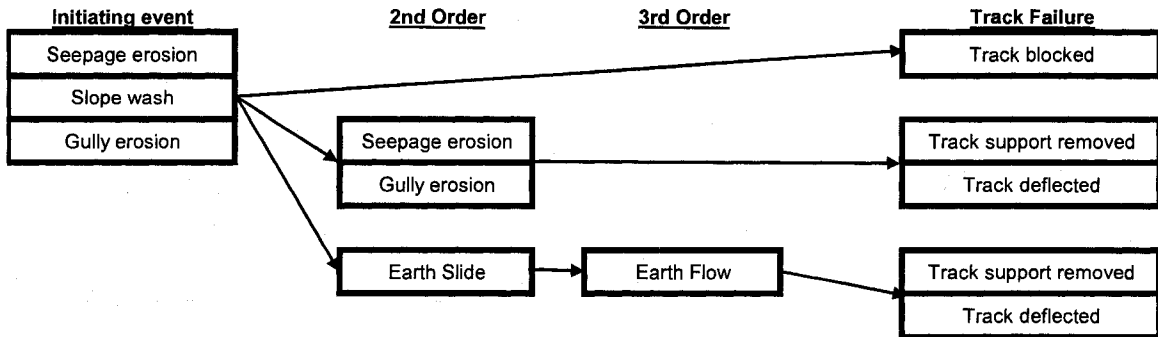 Initiating event
2nd Order
3rd Order
Track Failure
Seepage erosion
Track blocked
Slope wash
Gully erosion
Seepage erosion
Track support removed
Gully erosion
Track deflected
Earth Slide
Earth Flow
Track support removed
Track deflected